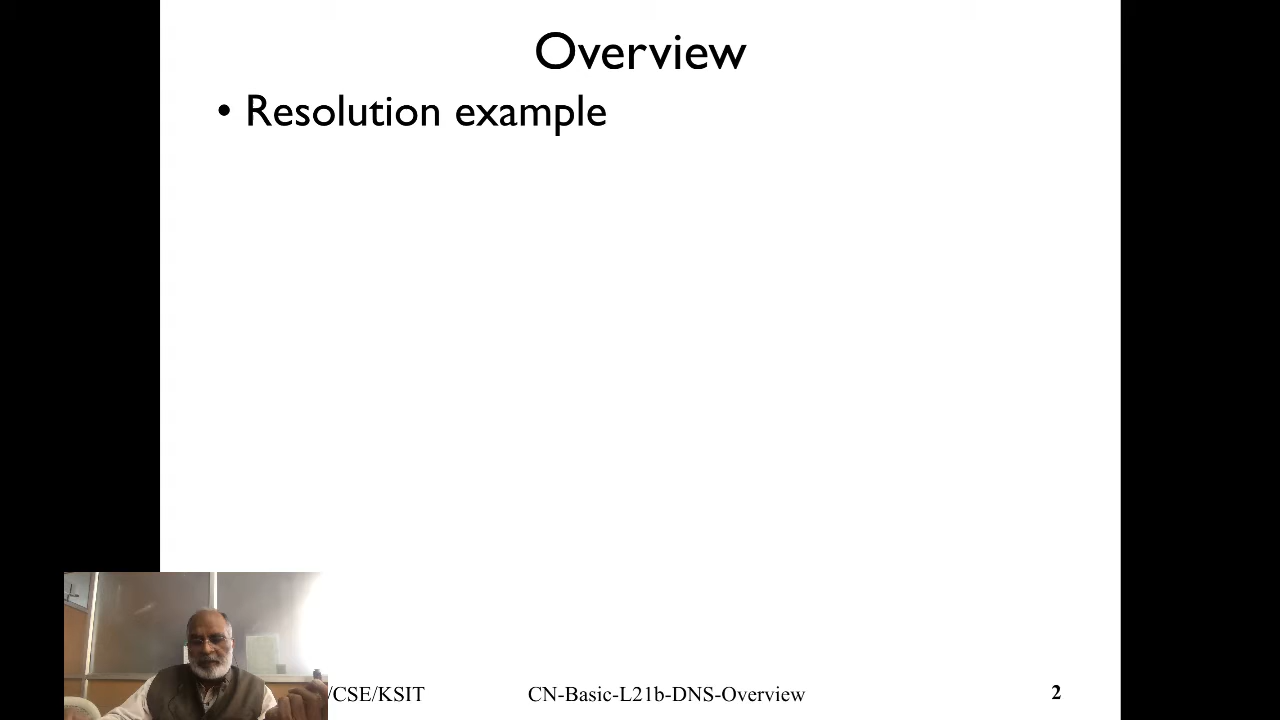 Overview
• Resolution example
/CSE/KSIT
CN-Basic-L21b-DNS-Overview
2